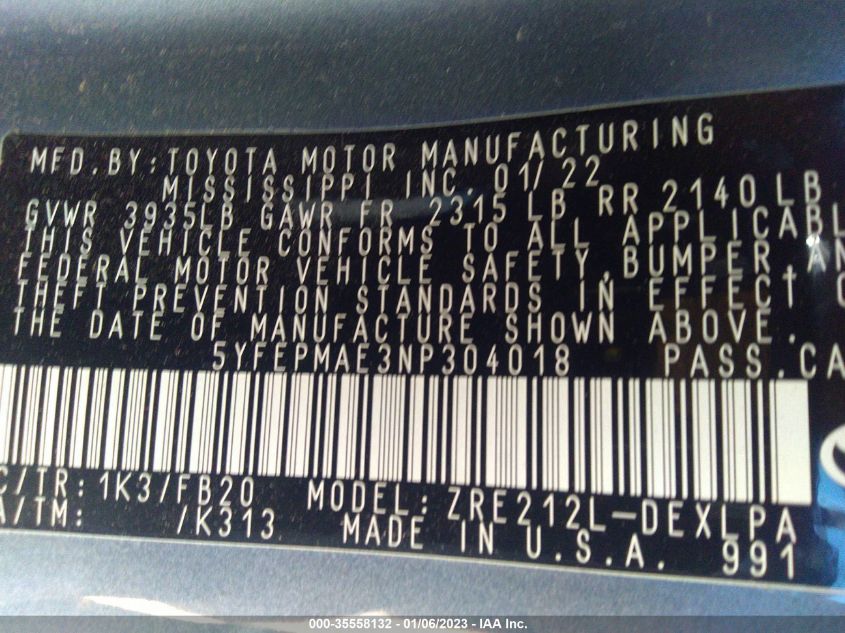 MFD.BY:TOYOTA MOTOR MANUFACTURING
MISSISSIPPI INC. 01/22
GVWR 3935LB GAWR FR 2315 LB RR 2140 LB
THIS VEHICLE CONFORMS TO ALL APPLICABL
FEDERAL MOTOR VEHICLE SAFETY,BUMPER,AN
THEFT PREVENTION STANDARDS IN EFFECT O
THE DATE OF MANUFACTURE SHOWN ABOVE.
5YFEPMAE3NP304018 PASS.CA
C/TR:1K3/FB20 MODEL:ZRE212L-DEXLPA
A/TM: /K313 MADE IN U.S.A. 991
000-35558132 - 01/06/2023 - IAA Inc.